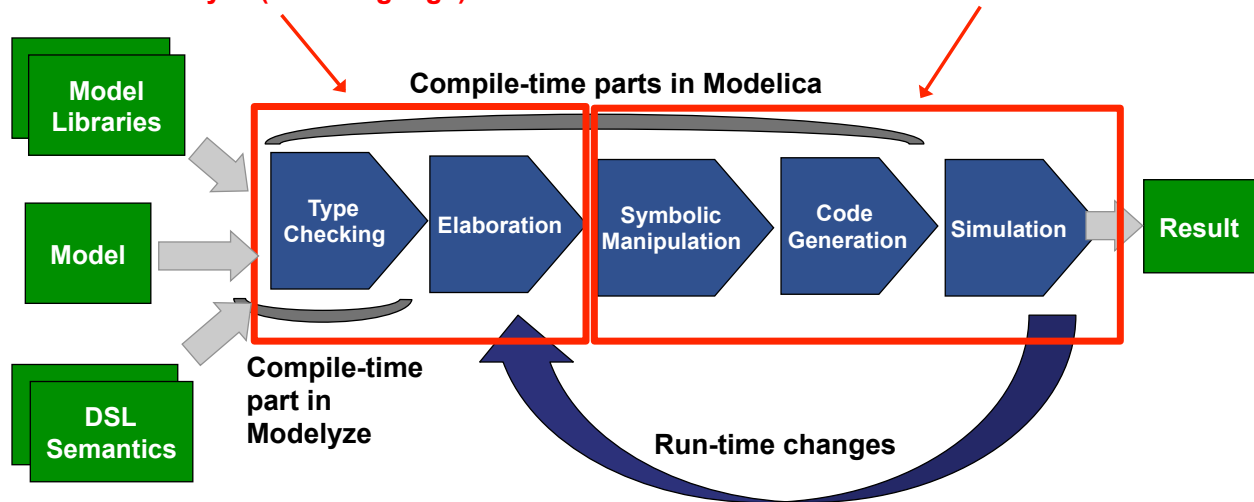 Compile-time parts in Modelica
Model
Libraries
Model
DSL
Semantics
Type
Checking
Elaboration
Symbolic
Manipulation
Code
Generation
Simulation
Result
Compile-time
part in
Modelyze
Run-time changes